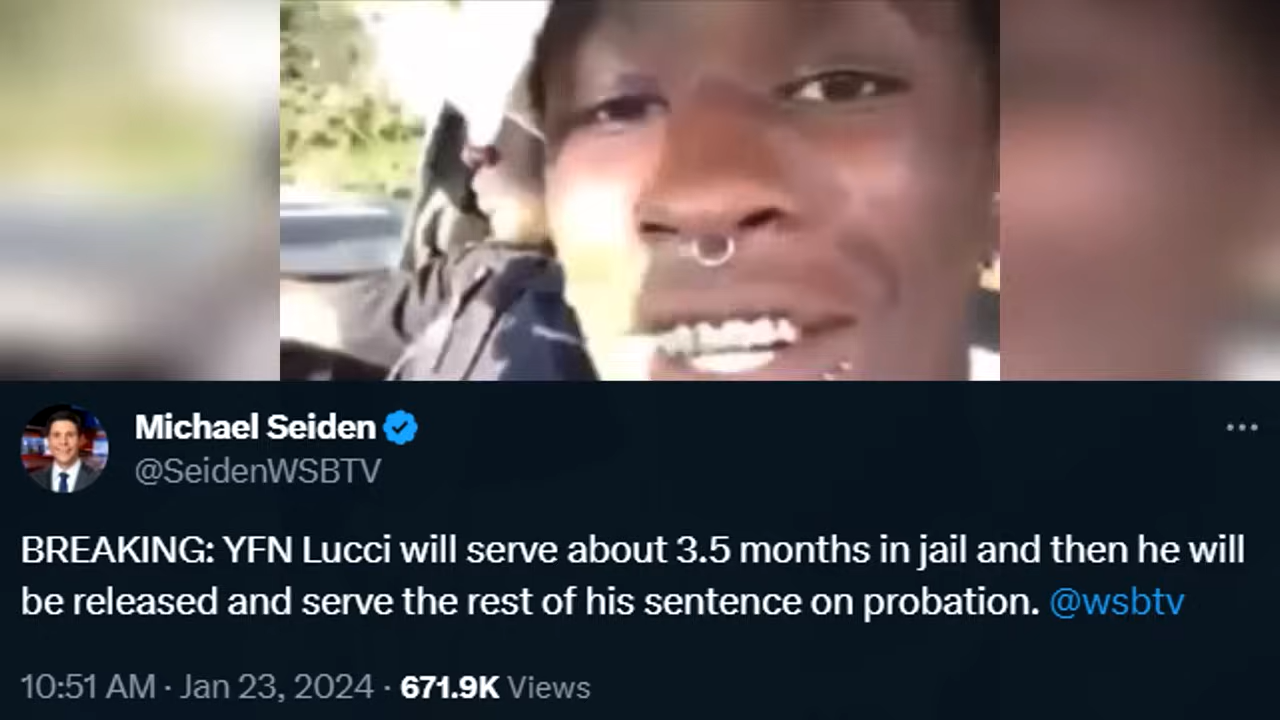 Michael Seiden
@SeidenWSBTV
BREAKING: YFN Lucci will serve about 3.5 months in jail and then he will
be released and serve the rest of his sentence on probation. @wsbtv
10:51 AM · Jan 23, 2024 · 671.9K Views